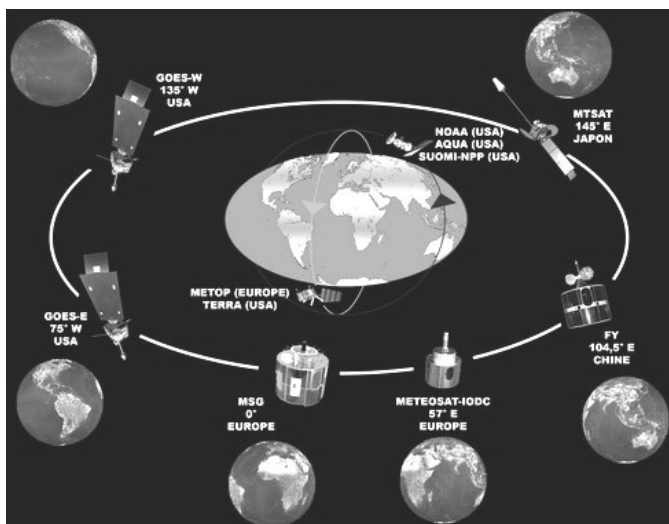 GOES-W
135° W
USA
MTSAT
145° E
JAPON
NOAA (USA)
AQUA (USA)
SUOMI-NPP (USA)
METOP (EUROPE)
TERRA (USA)
GOES-E
75° W
USA
FY
104,5° E
CHINE
MSG
0°
EUROPE
METEOSAT-IODC
57° E
EUROPE